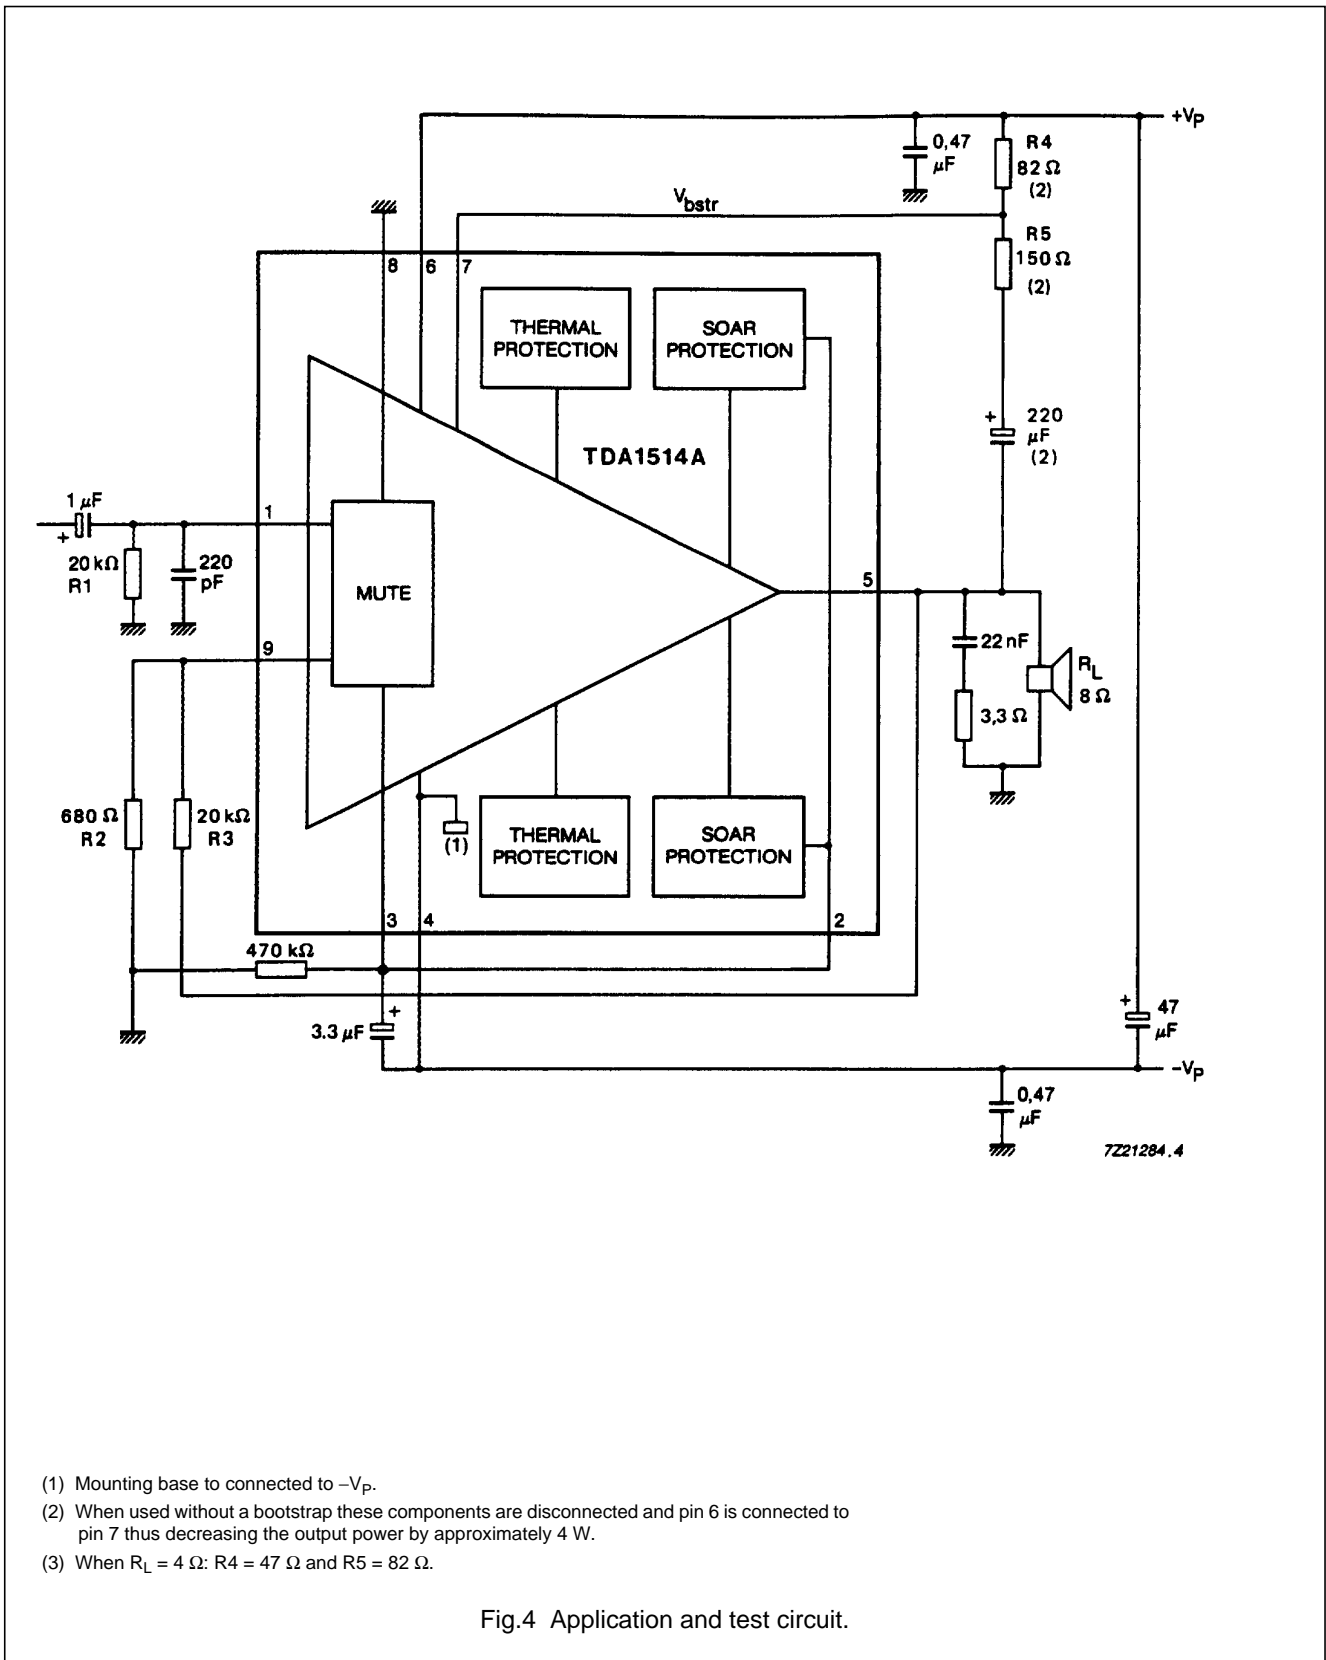 +VP
0,47
µF
R4
82 Ω
(2)
Vbstr
R5
150 Ω
(2)
8
6
7
THERMAL
PROTECTION
SOAR
PROTECTION
220
µF
(2)
+
TDA1514A
1 µF
+
1
20 kΩ
R1
220
pF
MUTE
5
9
22 nF
RL
8 Ω
3,3 Ω
680 Ω
R2
20 kΩ
R3
(1)
THERMAL
PROTECTION
SOAR
PROTECTION
3
4
2
470 kΩ
+
3.3 µF
+
47
µF
−VP
0,47
µF
7Z21284.4
(1) Mounting base to connected to −VP.
(2) When used without a bootstrap these components are disconnected and pin 6 is connected to
pin 7 thus decreasing the output power by approximately 4 W.
(3) When RL = 4 Ω: R4 = 47 Ω and R5 = 82 Ω.
Fig.4 Application and test circuit.